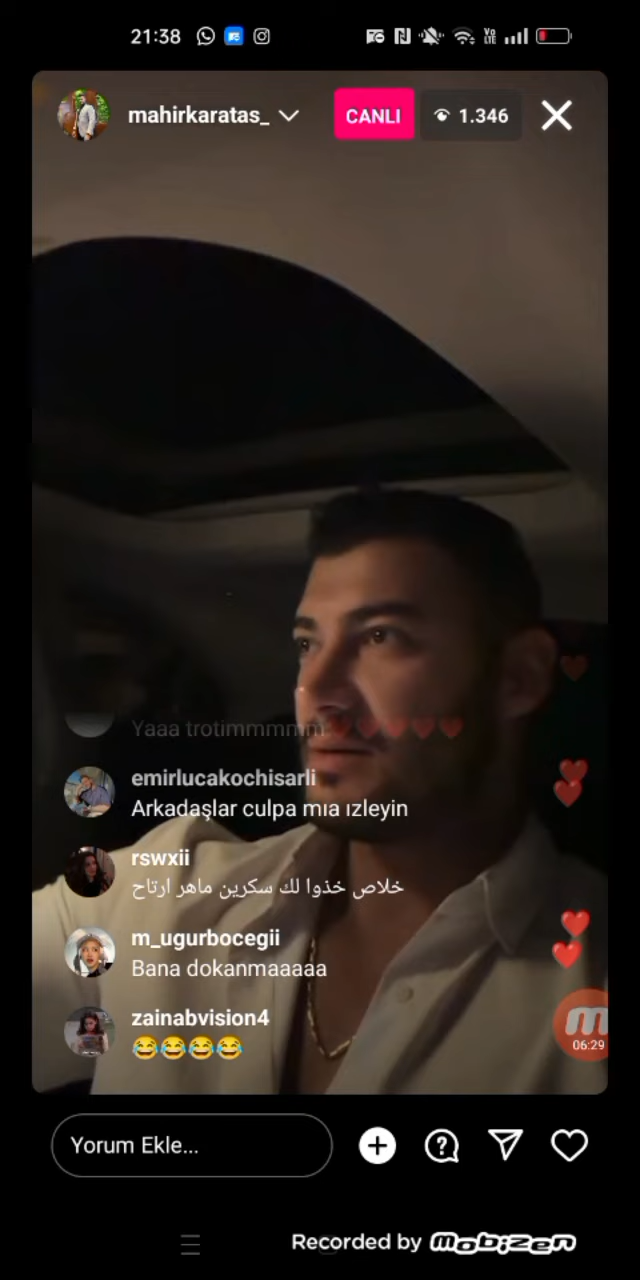 21:38
mahirkaratas_
CANLI
1.346
Yaaa trotimmmmm❤️❤️❤️❤️❤️
emirlucakochisarli
Arkadaşlar culpa mıa ızleyin
rswxii
خلاص خذوا لك سكرين ماهر ارتاح
m_ugurbocegii
Bana dokanmaaaaa
zainabvision4
😂😂😂😂
06:29
Yorum Ekle...
Recorded by mobizen